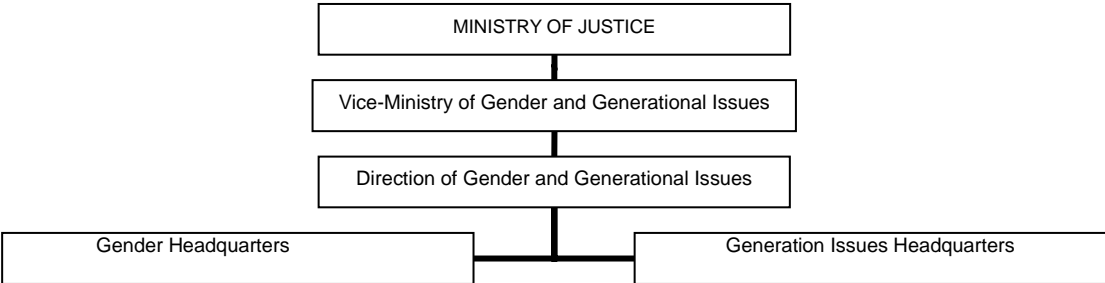 MINISTRY OF JUSTICE
Vice-Ministry of Gender and Generational Issues
Direction of Gender and Generational Issues
Gender Headquarters
Generation Issues Headquarters